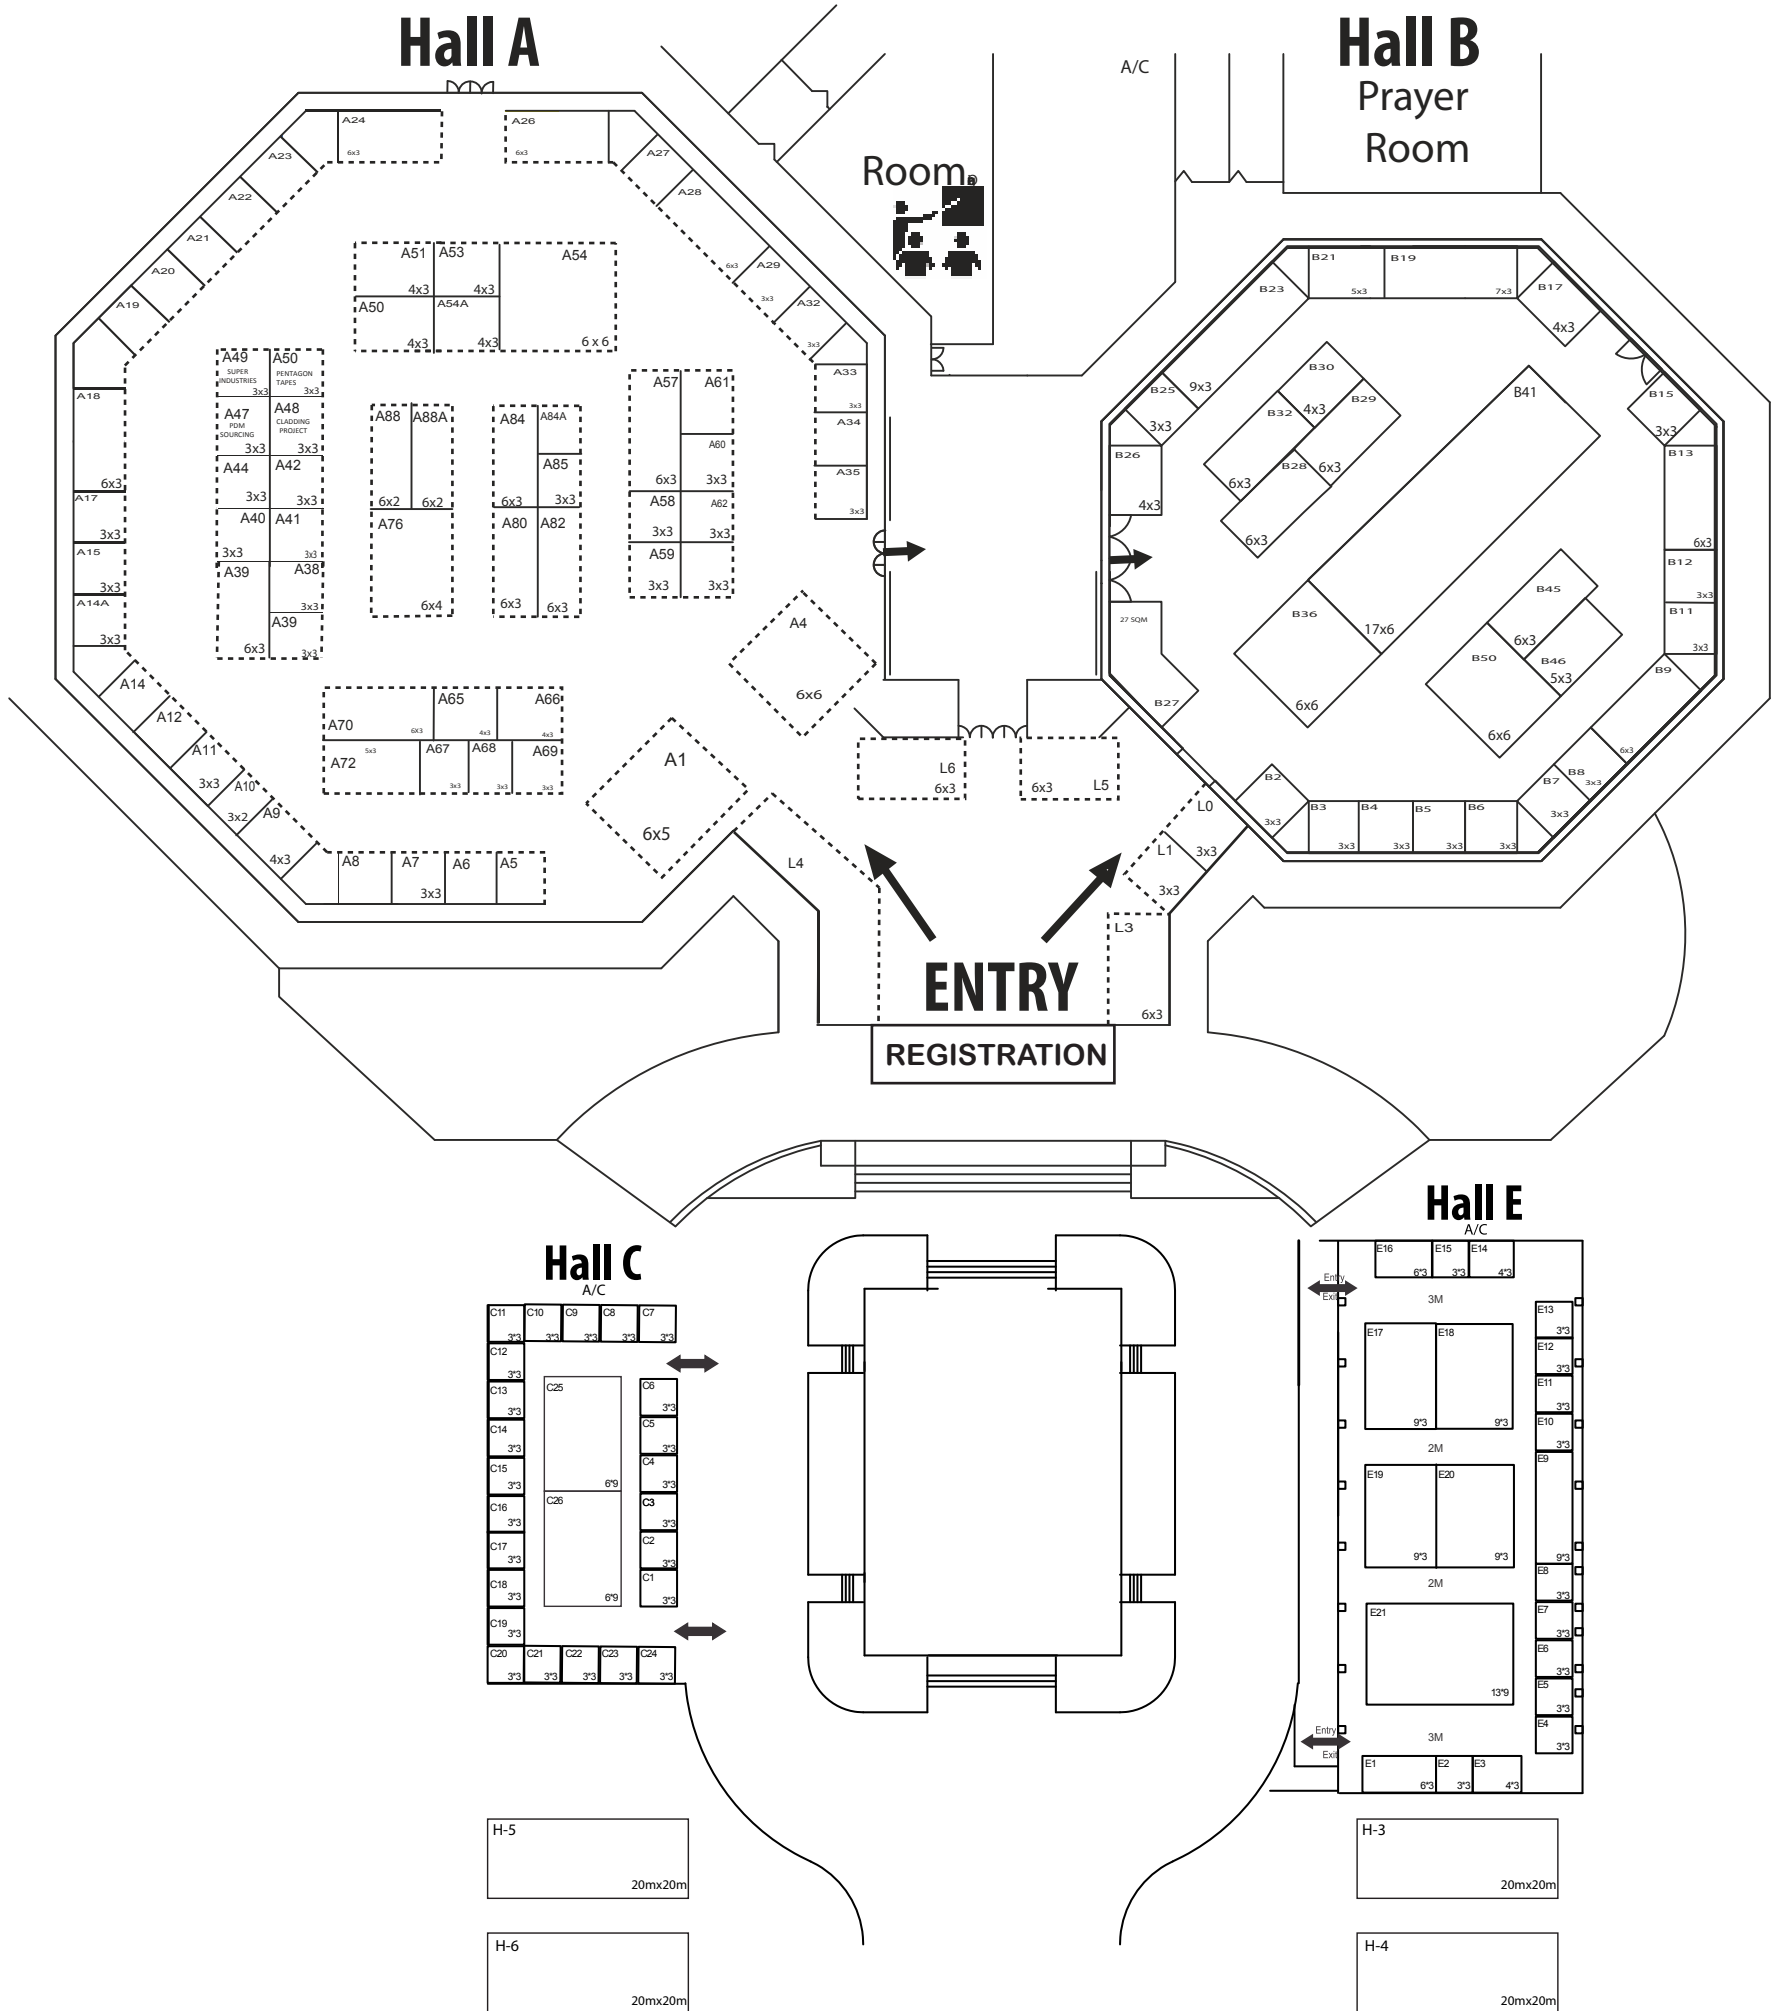 Hall A
Hall B
Prayer
Room
A/C
Room
A24
6x3
A26
6x3
A23
A22
A21
A20
A19
A27
A28
6x3
A29
3x3
A32
3x3
A51
4x3
A53
4x3
A54
6 x 6
A50
4x3
A54A
4x3
A49
SUPER
INDUSTRIES
3x3
A50
PENTAGON
TAPES
3x3
A47
PDM
SOURCING
3x3
A48
CLADDING
PROJECT
3x3
A44
3x3
A42
3x3
A40
3x3
A41
3x3
A39
6x3
A38
3x3
A39
3x3
A18
6x3
A17
3x3
A15
3x3
A14A
3x3
A14
A12
A11
3x3
A10
3x2
A9
4x3
A8
A7
3x3
A6
A5
A88
6x2
A88A
6x2
A76
6x4
A84
6x3
A84A
A85
3x3
A80
6x3
A82
6x3
A57
6x3
A61
A60
3x3
A58
3x3
A62
3x3
A59
3x3
3x3
A33
3x3
A34
A35
3x3
A4
6x6
A1
6x5
A70
6X3
A65
4x3
A66
4x3
A72
5x3
A67
3x3
A68
3x3
A69
3x3
L6
6x3
L5
6x3
L4
L0
3x3
L1
3x3
L3
6x3
B21
5x3
B19
7x3
B23
9x3
B17
4x3
B25
3x3
B15
3x3
B26
4x3
B13
6x3
B12
3x3
B11
3x3
B9
6x3
B30
4x3
B32
6x3
B29
6x3
B28
6x3
B41
17x6
B36
6x6
B45
6x3
B46
5x3
B50
6x6
27 SQM
B27
B2
3x3
B3
3x3
B4
3x3
B5
3x3
B6
3x3
B7
3x3
B8
3x3
ENTRY
REGISTRATION
Hall C
A/C
C11
3*3
C10
3*3
C9
3*3
C8
3*3
C7
3*3
C12
3*3
C13
3*3
C14
3*3
C15
3*3
C16
3*3
C17
3*3
C18
3*3
C19
3*3
C20
3*3
C21
3*3
C22
3*3
C23
3*3
C24
3*3
C25
6*9
C26
6*9
C6
3*3
C5
3*3
C4
3*3
C3
3*3
C2
3*3
C1
3*3
Hall E
A/C
E16
6*3
E15
3*3
E14
4*3
Entry
Exit
3M
E13
3*3
E12
3*3
E11
3*3
E10
3*3
E9
9*3
E8
3*3
E7
3*3
E6
3*3
E5
3*3
E4
3*3
E17
9*3
E18
9*3
2M
E19
9*3
E20
9*3
2M
E21
13*9
3M
Entry
Exit
E1
6*3
E2
3*3
E3
4*3
H-5
20mx20m
H-3
20mx20m
H-6
20mx20m
H-4
20mx20m